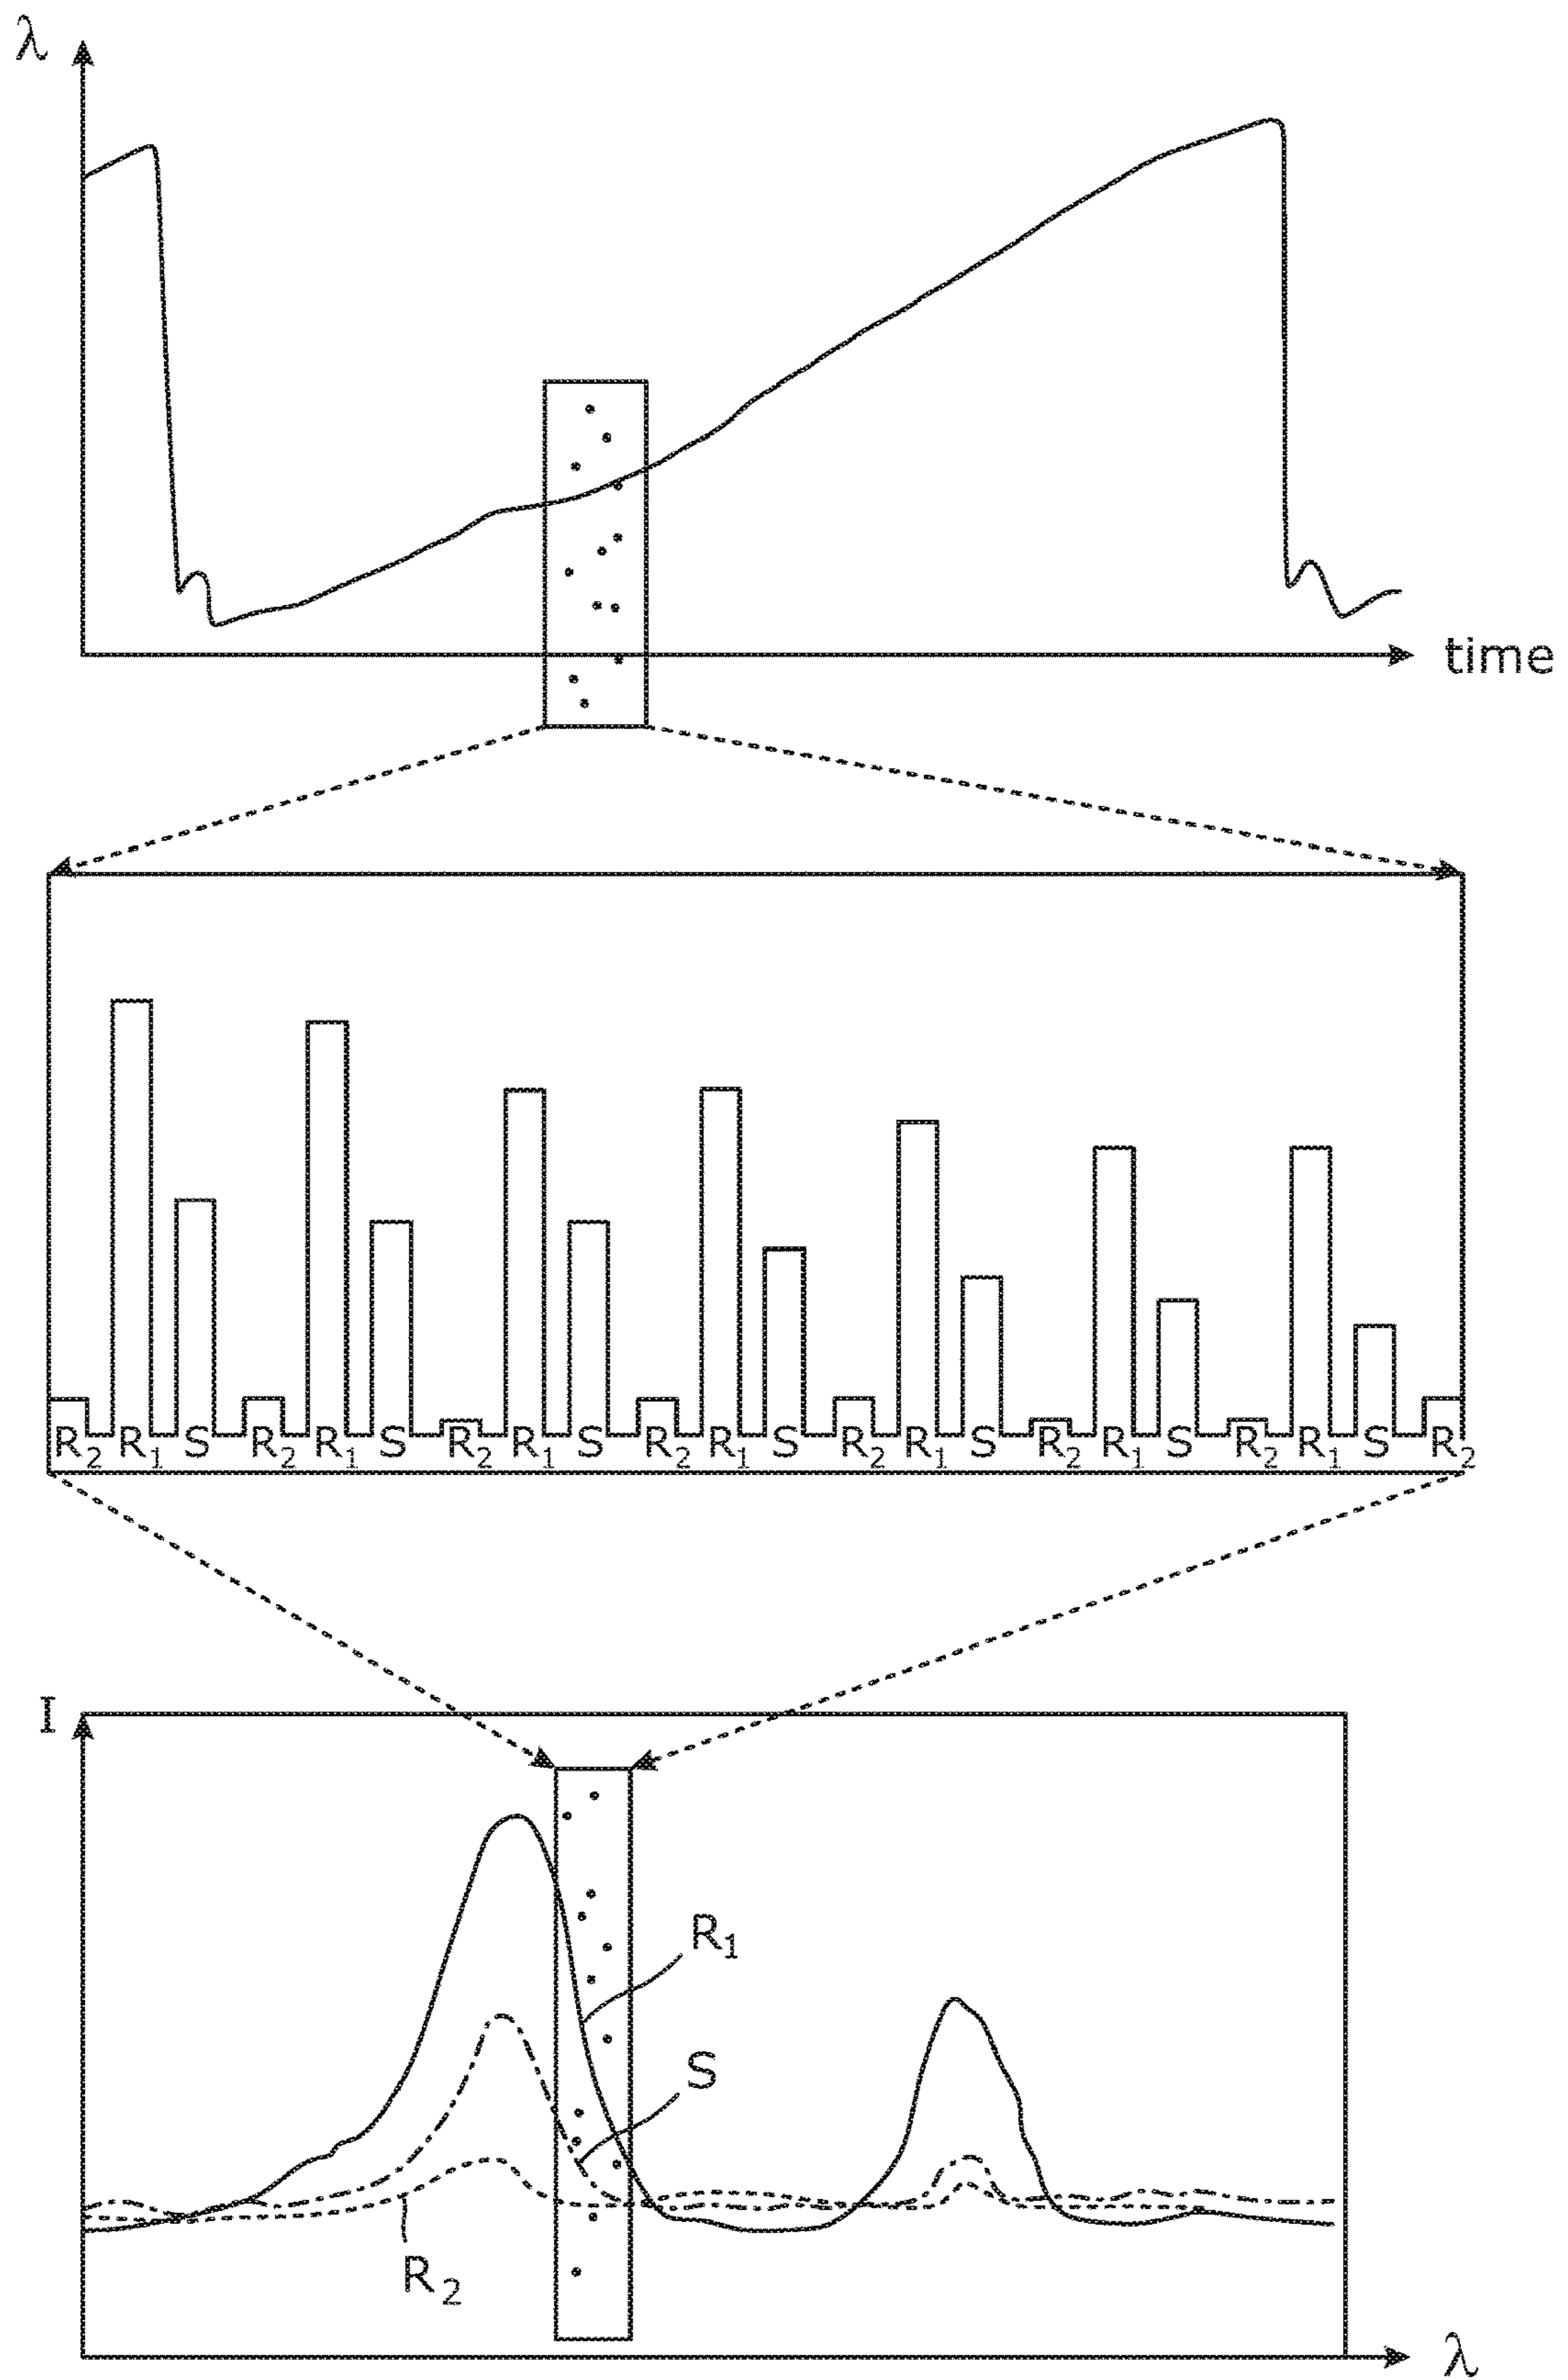 λ
time
R₂ R₁ S R₂ R₁ S R₂ R₁ S R₂ R₁ S R₂ R₁ S R₂ R₁ S R₂ R₁ S R₂
I
R₁
S
R₂
λ